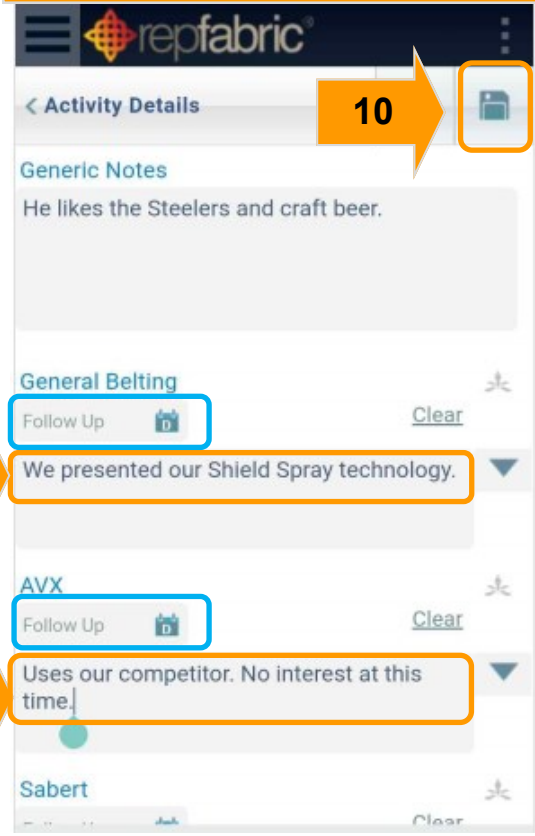 repfabric®
< Activity Details
10
Generic Notes
He likes the Steelers and craft beer.
General Belting
Follow Up D
Clear
We presented our Shield Spray technology.
AVX
Follow Up D
Clear
Uses our competitor. No interest at this
time.
Sabert
Clear